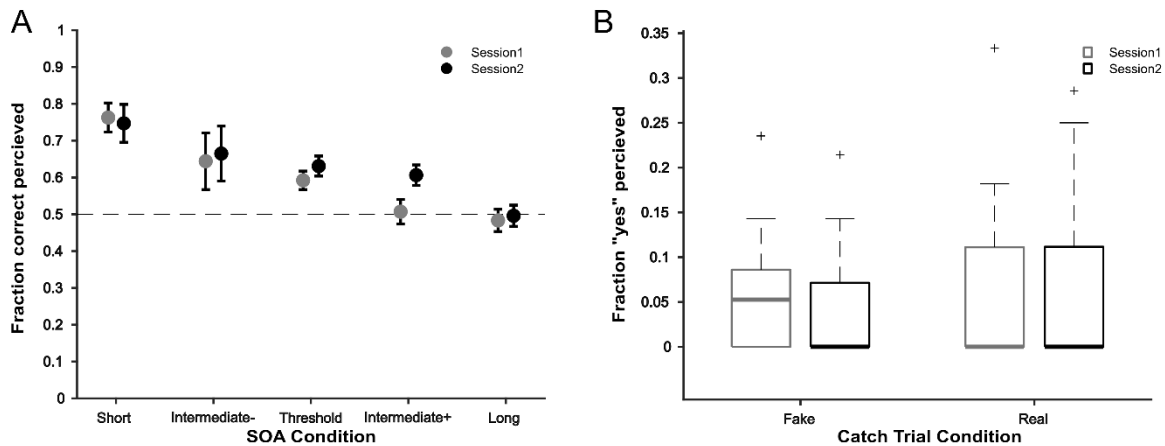 A
Fraction correct percieved
1
0.9
0.8
0.7
0.6
0.5
0.4
0.3
0.2
0.1
0
Session1
Session2
Short
Intermediate-
Threshold
Intermediate+
Long
SOA Condition
B
Fraction "yes" percieved
0.35
0.3
0.25
0.2
0.15
0.1
0.05
0
Session1
Session2
Fake
Real
Catch Trial Condition